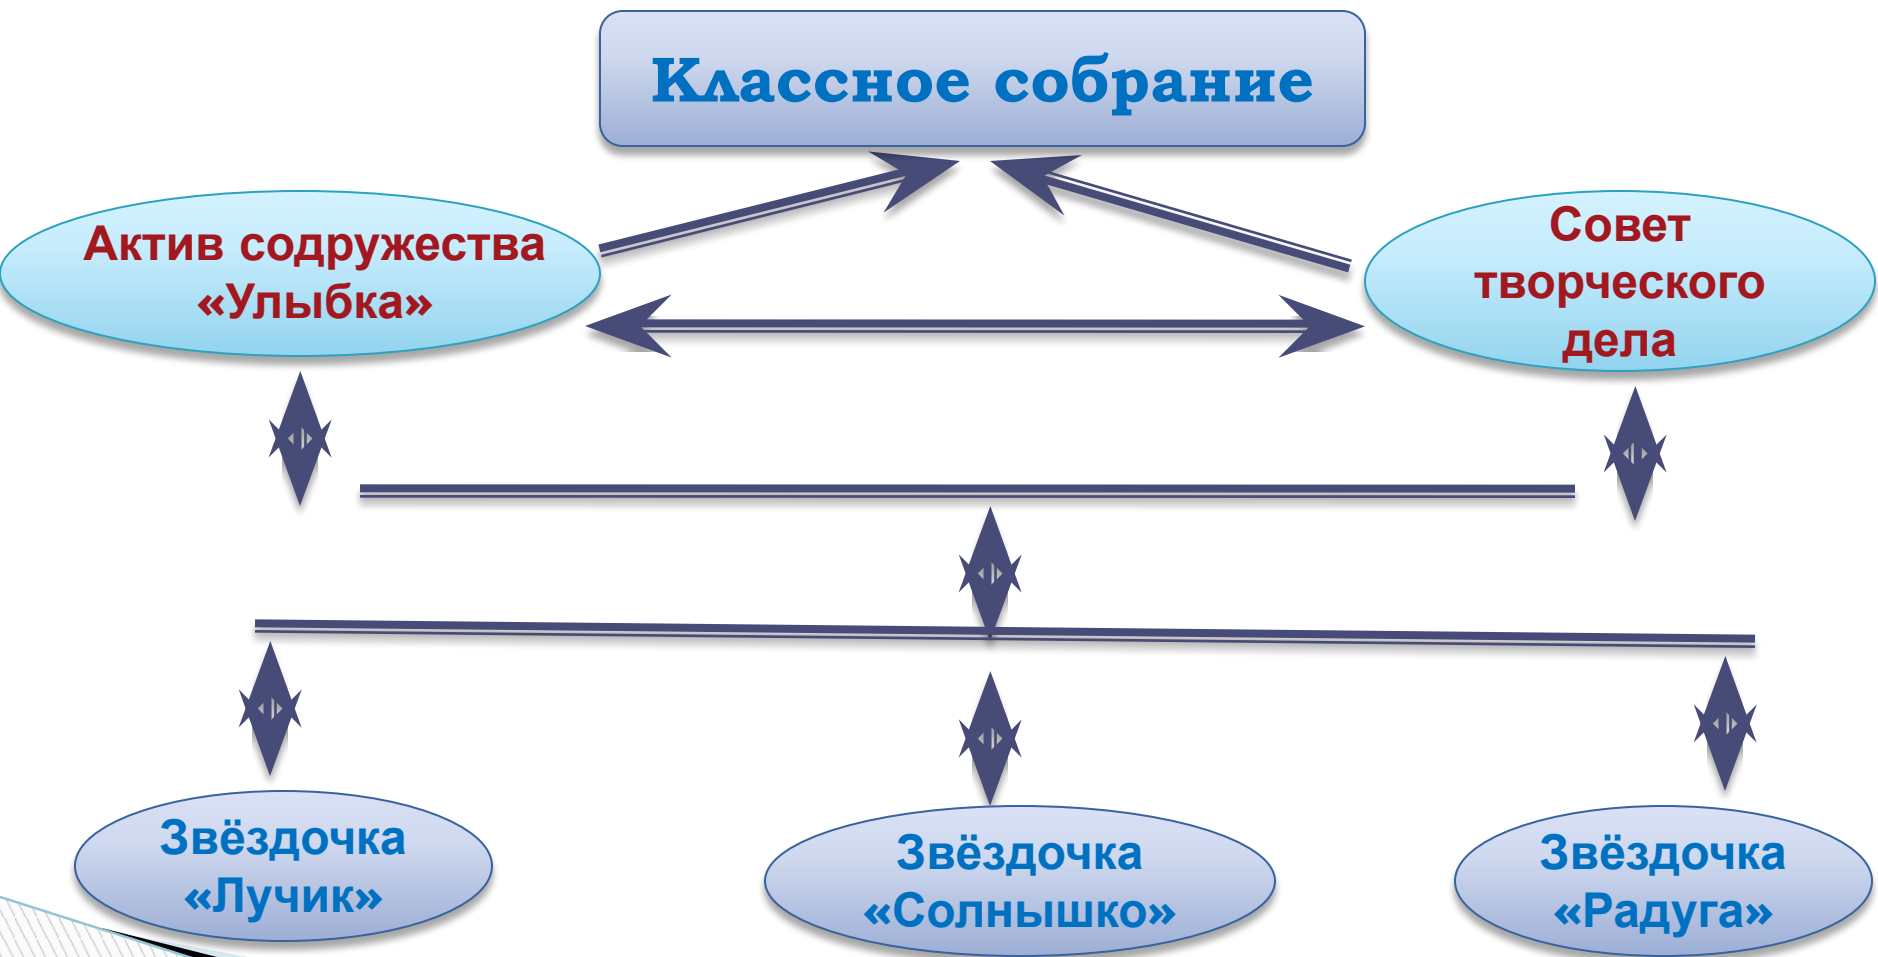 Классное собрание
Актив содружества
«Улыбка»
Совет
творческого
дела
Звёздочка
«Лучик»
Звёздочка
«Солнышко»
Звёздочка
«Радуга»